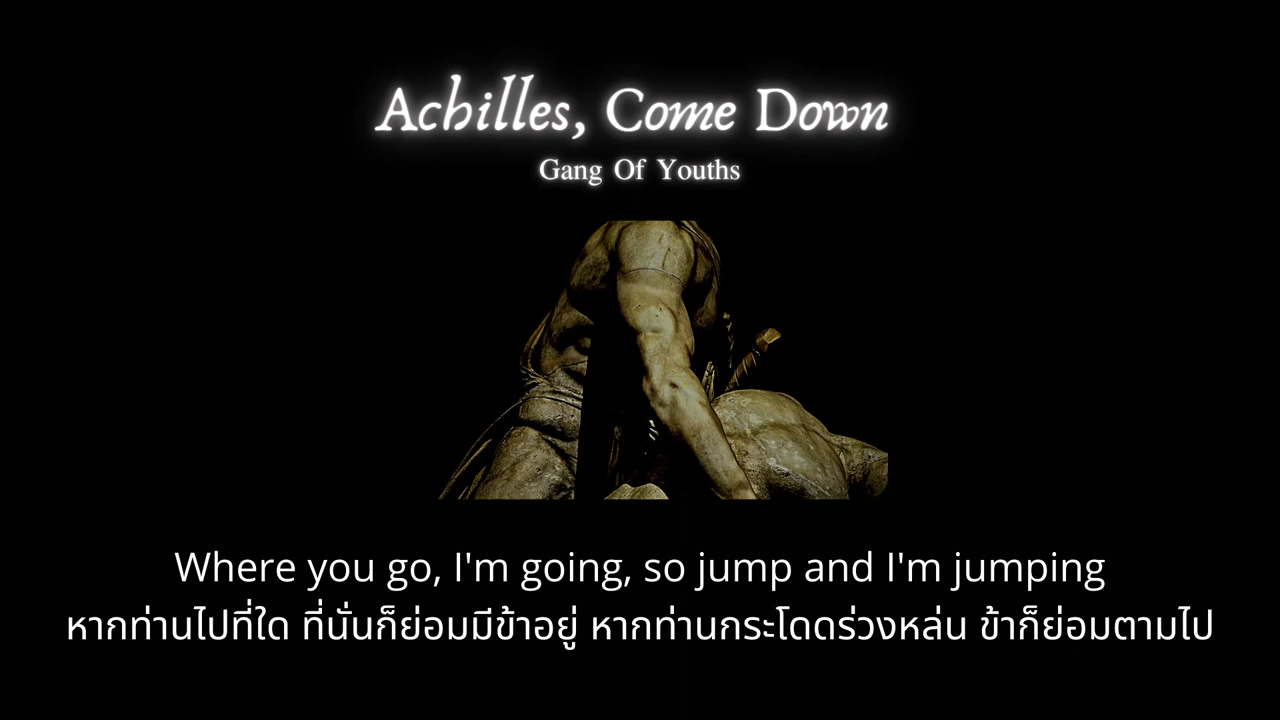 Achilles, Come Down
Gang Of Youths
Where you go, I'm going, so jump and I'm jumping
หากท่านไปที่ใด ที่นั่นก็ย่อมมีข้าอยู่ หากท่านกระโดดร่วงหล่น ข้าก็ย่อมตามไป